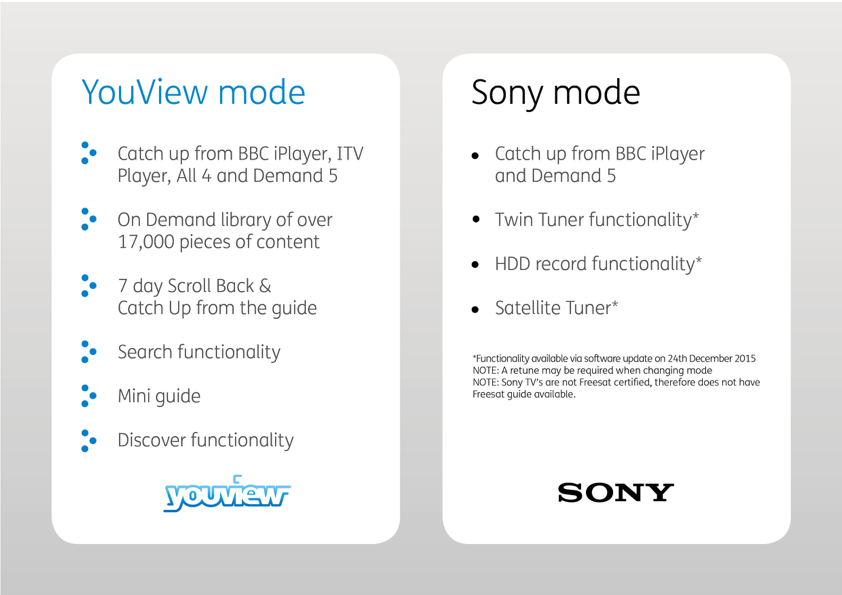 YouView mode
Catch up from BBC iPlayer, ITV
Player, All 4 and Demand 5
On Demand library of over
17,000 pieces of content
7 day Scroll Back &
Catch Up from the guide
Search functionality
Mini guide
Discover functionality
youview
Sony mode
Catch up from BBC iPlayer
and Demand 5
Twin Tuner functionality*
HDD record functionality*
Satellite Tuner*
*Functionality available via software update on 24th December 2015
NOTE: A retune may be required when changing mode
NOTE: Sony TV's are not Freesat certified, therefore does not have
Freesat guide available.
SONY